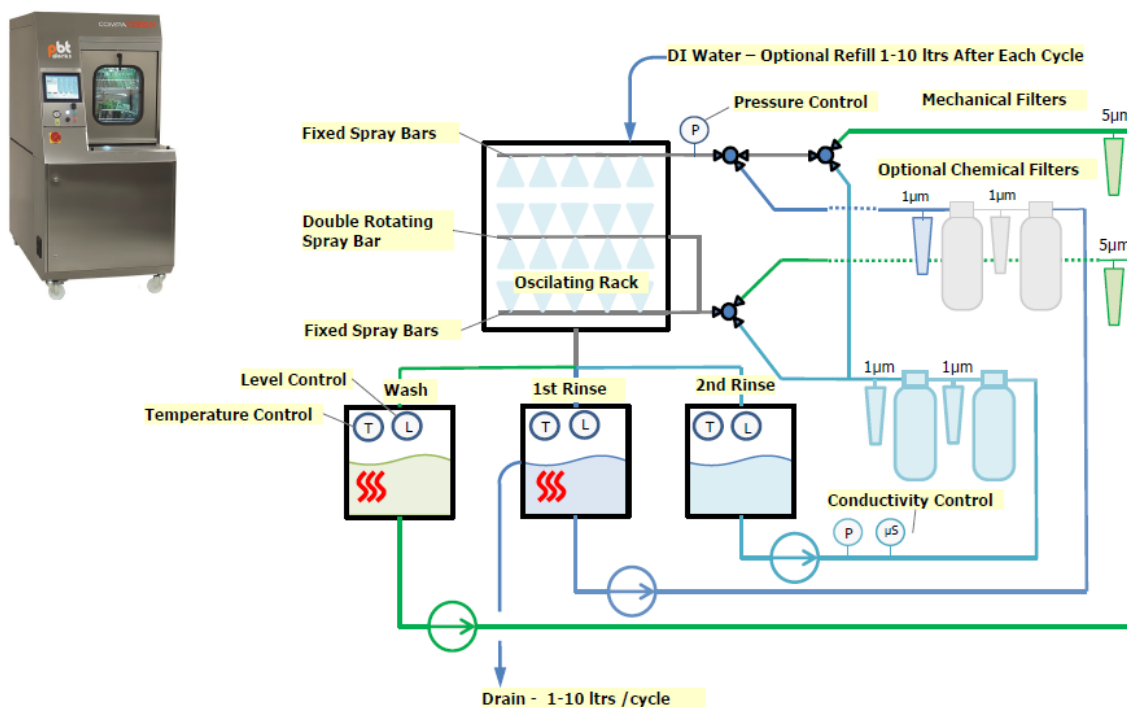 COMPA
pbt
works
DI Water – Optional Refill 1-10 ltrs After Each Cycle
Pressure Control
Mechanical Filters
P
5µm
Fixed Spray Bars
Optional Chemical Filters
1µm
1µm
Double Rotating
Spray Bar
5µm
Oscilating Rack
Fixed Spray Bars
Level Control
Wash
1st Rinse
2nd Rinse
1µm
1µm
Temperature Control
T
L
T
L
T
L
Conductivity Control
P
µS
Drain - 1-10 ltrs /cycle